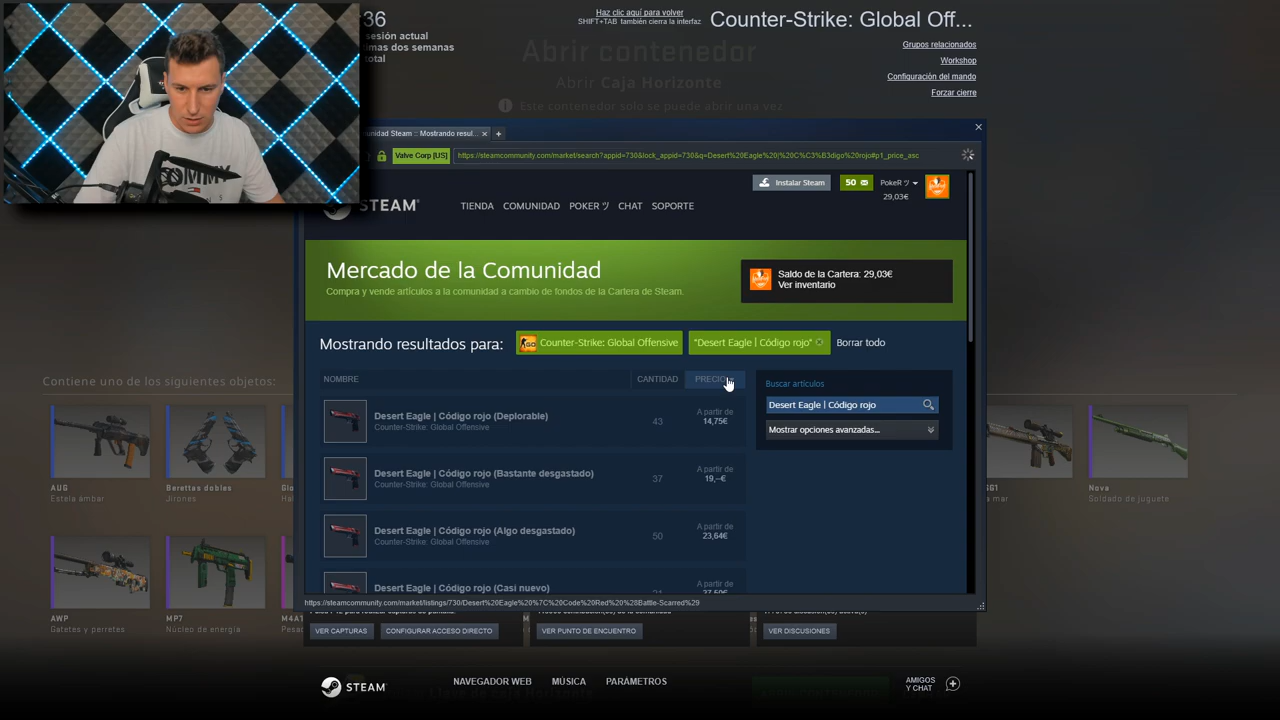 36
sesión actual
timas dos semanas
total
Haz clic aquí para volver
SHIFT+TAB también cierra la interfaz
Counter-Strike: Global Off...
Grupos relacionados
Workshop
Configuración del mando
Forzar cierre
Abrir contenedor
Abrir Caja Horizonte
Este contenedor solo se puede abrir una vez
TOMMY
unidad Steam :: Mostrando resul...
Valve Corp [US]
https://steamcommunity.com/market/search?appid=730&lock_appid=730&q=Desert%20Eagle%20|%20C%C3%B3digo%20rojo#p1_price_asc
Instalar Steam
50
PokeR ツ
29,03€
STEAM
TIENDA
COMUNIDAD
POKER ツ
CHAT
SOPORTE
Mercado de la Comunidad
Compra y vende artículos a la comunidad a cambio de fondos de la Cartera de Steam.
Saldo de la Cartera: 29,03€
Ver inventario
Mostrando resultados para:
Counter-Strike: Global Offensive
"Desert Eagle | Código rojo"
Borrar todo
NOMBRE
CANTIDAD
PRECIO
Desert Eagle | Código rojo (Deplorable)
Counter-Strike: Global Offensive
43
A partir de
14,75€
Desert Eagle | Código rojo (Bastante desgastado)
Counter-Strike: Global Offensive
37
A partir de
19,--€
Desert Eagle | Código rojo (Algo desgastado)
Counter-Strike: Global Offensive
50
A partir de
23,64€
Desert Eagle | Código rojo (Casi nuevo)
A partir de
Buscar artículos
Desert Eagle | Código rojo
Mostrar opciones avanzadas...
https://steamcommunity.com/market/listings/730/Desert%20Eagle%20%7C%20Code%20Red%20%28Battle-Scarred%29
Contiene uno de los siguientes objetos:
AUG
Estela ámbar
Berettas dobles
Jirones
SG1
mar
Nova
Soldado de juguete
AWP
Gatetes y perretes
MP7
Núcleo de energía
M4A1
VER CAPTURAS
CONFIGURAR ACCESO DIRECTO
VER PUNTO DE ENCUENTRO
VER DISCUSIONES
STEAM
NAVEGADOR WEB
MÚSICA
PARÁMETROS
AMIGOS
Y CHAT